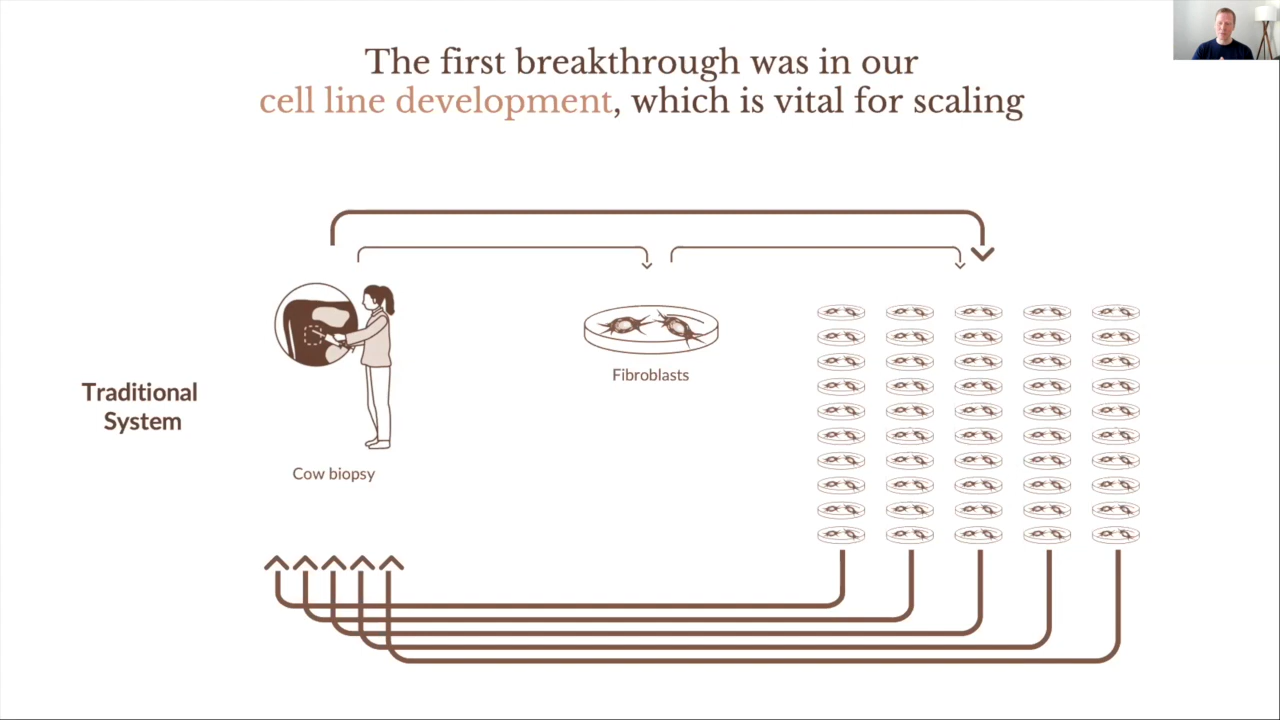 The first breakthrough was in our
cell line development, which is vital for scaling
Traditional
System
Cow biopsy
Fibroblasts